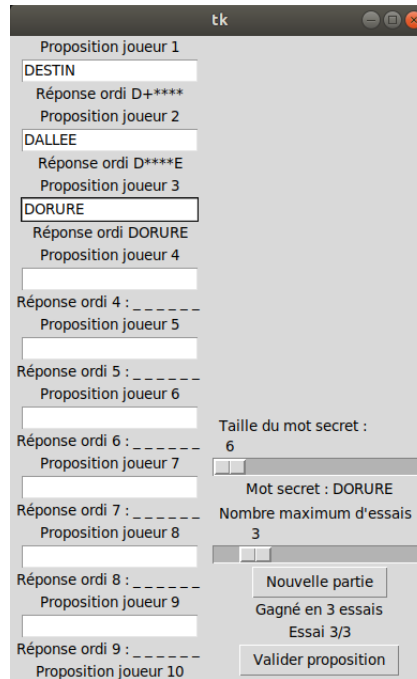 tk
Proposition joueur 1
DESTIN
Réponse ordi D+****
Proposition joueur 2
DALLEE
Réponse ordi D****E
Proposition joueur 3
DORURE
Réponse ordi DORURE
Proposition joueur 4
Réponse ordi 4 : _ _ _ _ _ _
Proposition joueur 5
Réponse ordi 5 : _ _ _ _ _ _
Proposition joueur 6
Réponse ordi 6 : _ _ _ _ _ _
Proposition joueur 7
Réponse ordi 7 : _ _ _ _ _ _
Proposition joueur 8
Réponse ordi 8 : _ _ _ _ _ _
Proposition joueur 9
Réponse ordi 9 : _ _ _ _ _ _
Proposition joueur 10
Taille du mot secret :
6
Mot secret : DORURE
Nombre maximum d'essais
3
Nouvelle partie
Gagné en 3 essais
Essai 3/3
Valider proposition